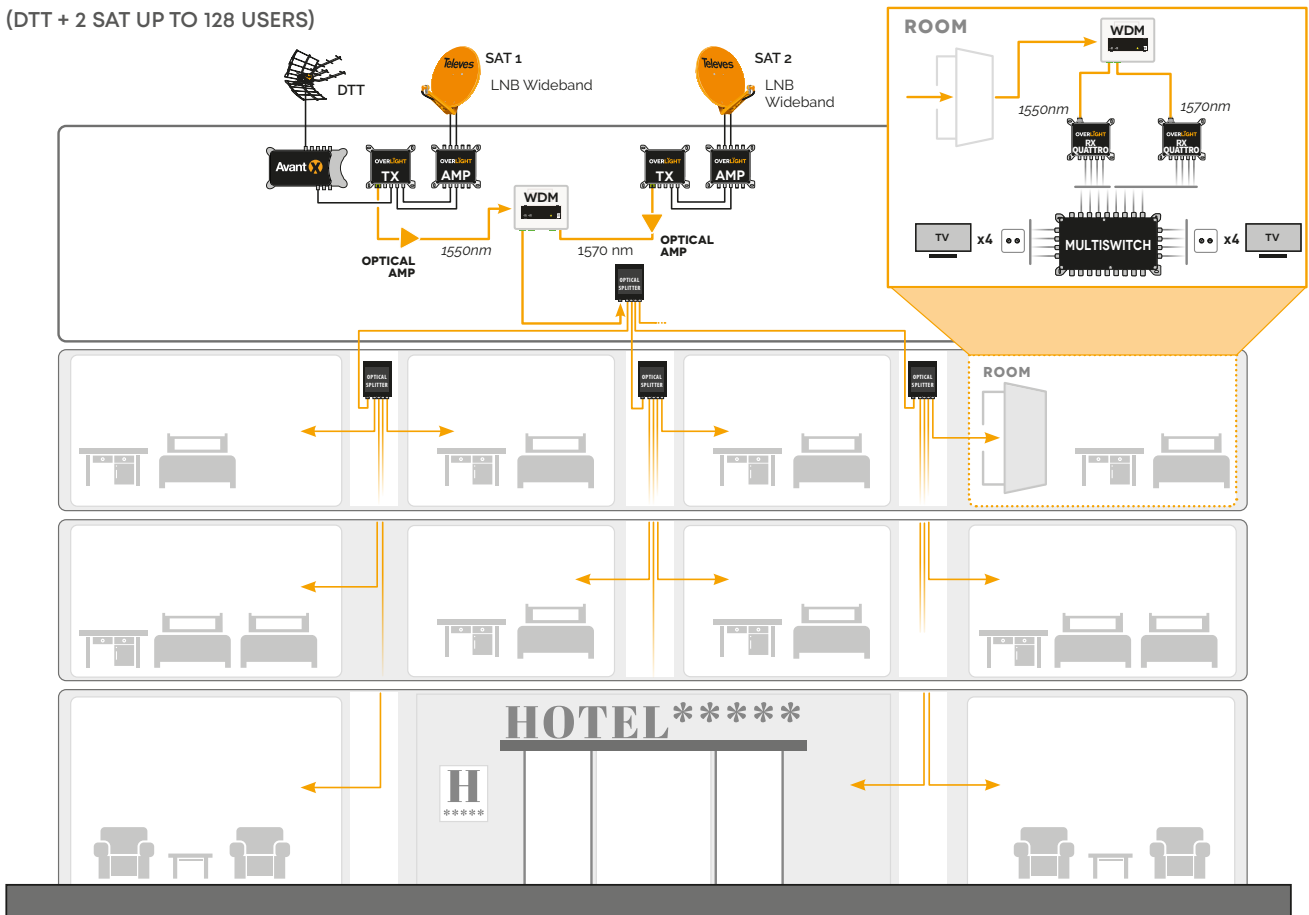 (DTT + 2 SAT UP TO 128 USERS)
DTT
Televes
SAT 1
LNB Wideband
Televes
SAT 2
LNB
Wideband
Avant X
OVERLIGHT
TX
OVERLIGHT
AMP
WDM
OVERLIGHT
TX
OVERLIGHT
AMP
OPTICAL
AMP
1550nm
1570 nm
OPTICAL
AMP
OPTICAL
SPLITTER
ROOM
WDM
1550nm
1570nm
OVERLIGHT
RX
QUATTRO
OVERLIGHT
RX
QUATTRO
TV
x4
MULTISWITCH
x4
TV
OPTICAL
SPLITTER
OPTICAL
SPLITTER
OPTICAL
SPLITTER
ROOM
HOTEL*****
H
*****